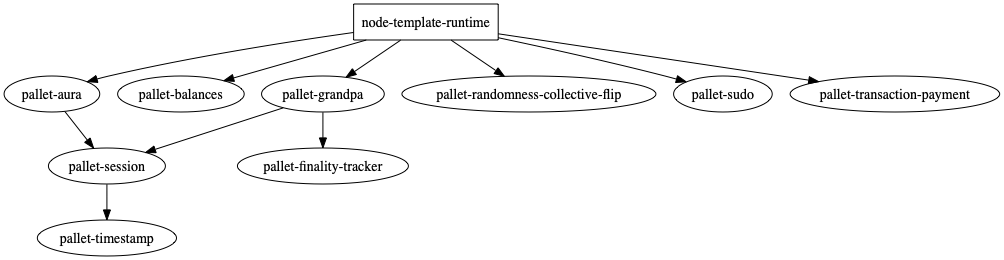 node-template-runtime
pallet-aura
pallet-balances
pallet-grandpa
pallet-randomness-collective-flip
pallet-sudo
pallet-transaction-payment
pallet-session
pallet-finality-tracker
pallet-timestamp